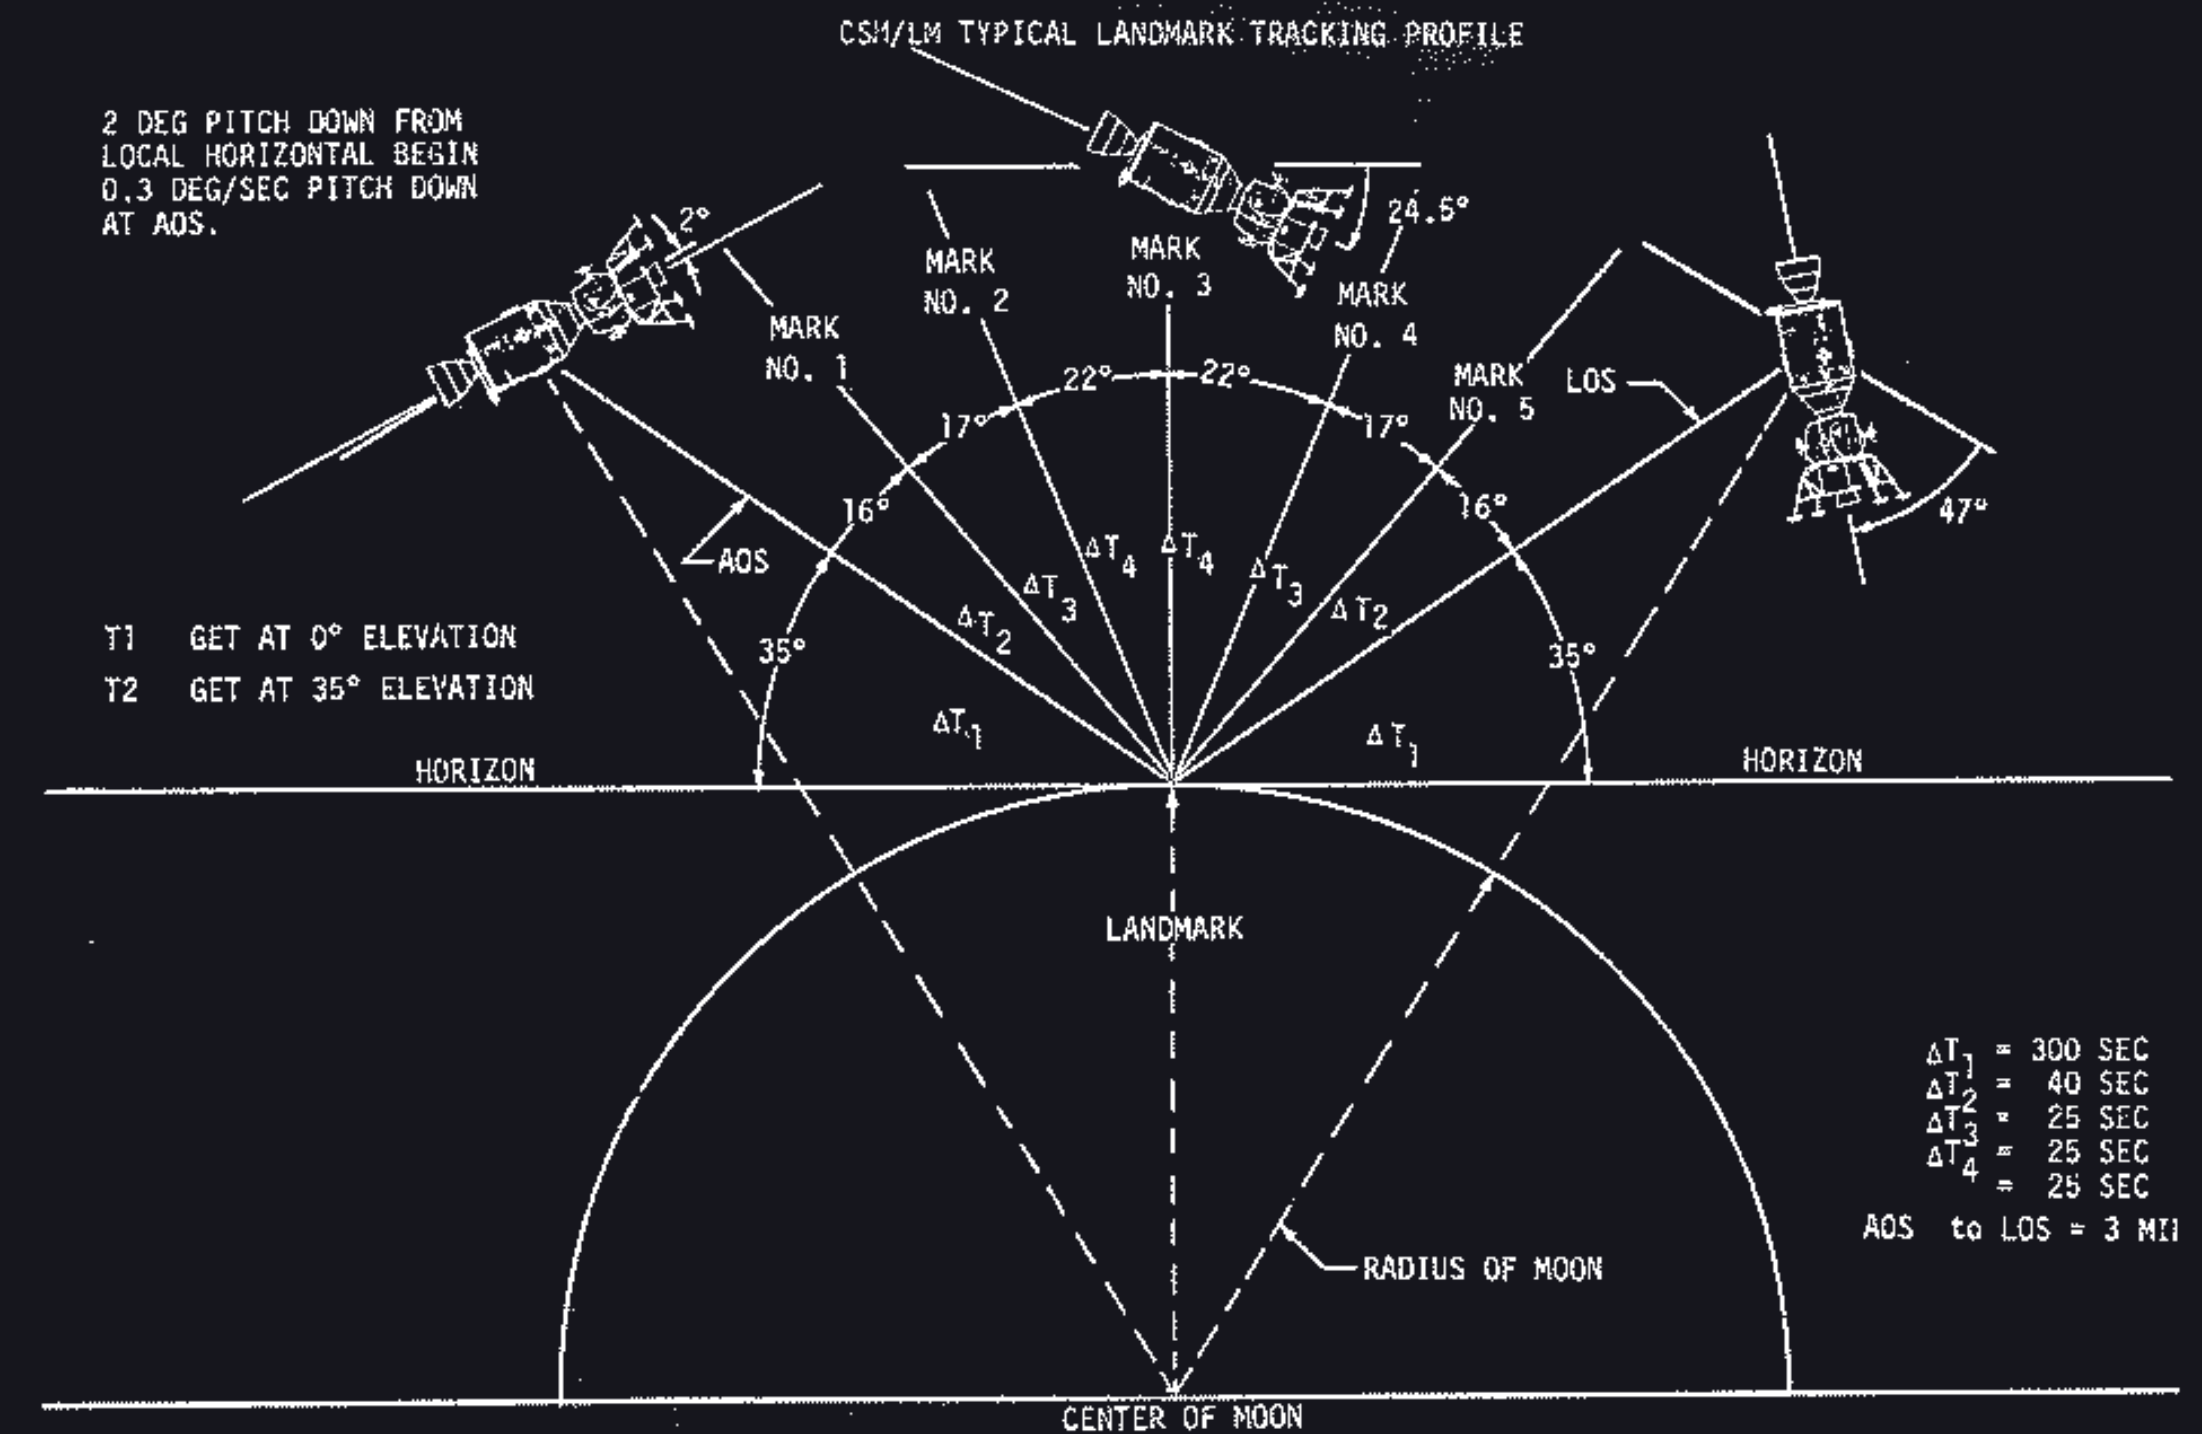 CSM/LM TYPICAL LANDMARK TRACKING PROFILE
2 DEG PITCH DOWN FROM
LOCAL HORIZONTAL BEGIN
0.3 DEG/SEC PITCH DOWN
AT AOS.
2°
24.5°
MARK
NO. 1
MARK
NO. 2
MARK
NO. 3
MARK
NO. 4
MARK
NO. 5
LOS
47°
22°
22°
17°
17°
16°
16°
AOS
35°
35°
ΔT4
ΔT4
ΔT3
ΔT3
ΔT2
ΔT2
ΔT1
ΔT1
T1 GET AT 0° ELEVATION
T2 GET AT 35° ELEVATION
HORIZON
HORIZON
LANDMARK
RADIUS OF MOON
CENTER OF MOON
ΔT1 = 300 SEC
ΔT2 = 40 SEC
ΔT3 = 25 SEC
ΔT4 = 25 SEC
= 25 SEC
AOS to LOS = 3 MIN